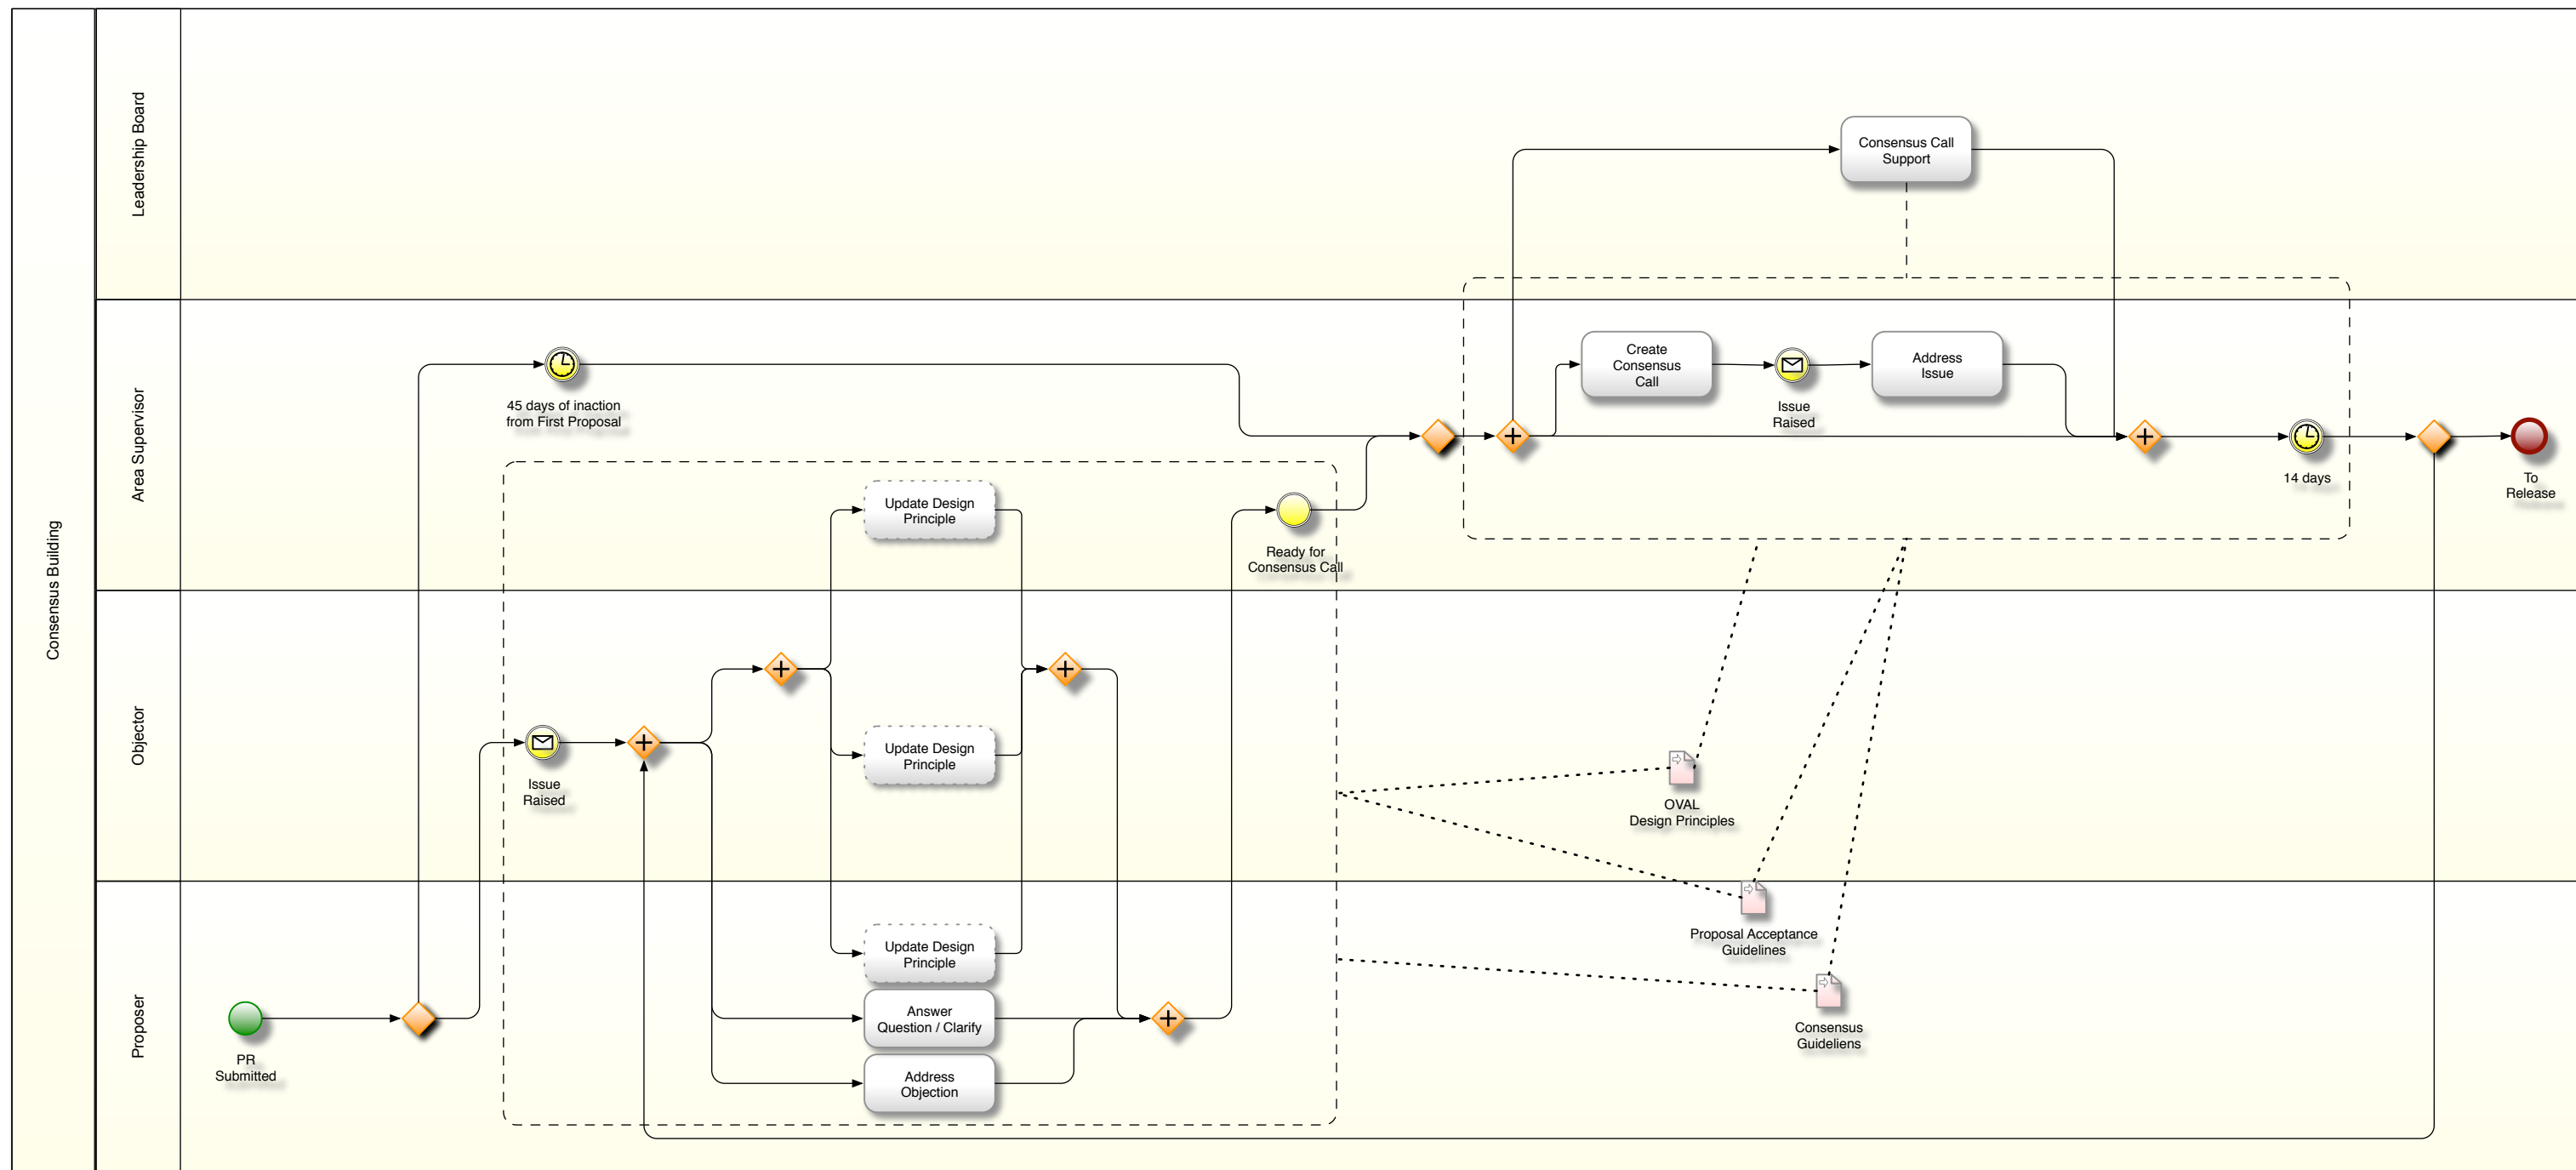 Consensus Building
Leadership Board
Consensus Call
Support
Area Supervisor
45 days of inaction
from First Proposal
Create
Consensus
Call
Issue
Raised
Address
Issue
14 days
To
Release
Update Design
Principle
Ready for
Consensus Call
Objector
Issue
Raised
Update Design
Principle
OVAL
Design Principles
Proposer
PR
Submitted
Update Design
Principle
Answer
Question / Clarify
Address
Objection
Proposal Acceptance
Guidelines
Consensus
Guideliens